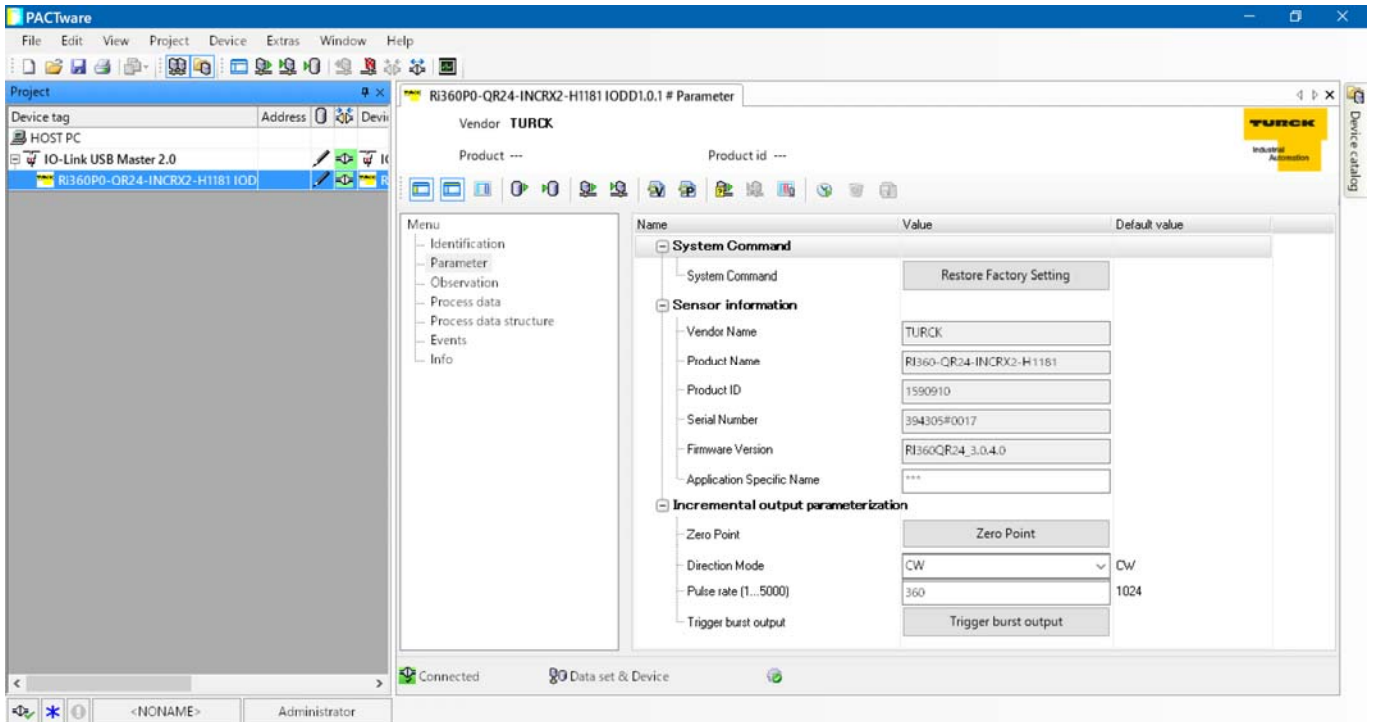 PACTware
File Edit View Project Device Extras Window Help
Project
Device tag Address Devi
HOST PC
IO-Link USB Master 2.0 IO
RI360P0-QR24-INCRX2-H1181 IOD R
Ri360P0-QR24-INCRX2-H1181 IODD1.0.1 # Parameter
Vendor TURCK
Product ---
Product id ---
TURCK
Industrial
Automation
Device catalog
Menu
Identification
Parameter
Observation
Process data
Process data structure
Events
Info
Name Value Default value
System Command
System Command Restore Factory Setting
Sensor information
Vendor Name TURCK
Product Name RI360-QR24-INCRX2-H1181
Product ID 1590910
Serial Number 394305#0017
Firmware Version RI360QR24_3.0.4.0
Application Specific Name ***
Incremental output parameterization
Zero Point Zero Point
Direction Mode CW CW
Pulse rate (1...5000) 360 1024
Trigger burst output Trigger burst output
Connected Data set & Device
<NONAME> Administrator